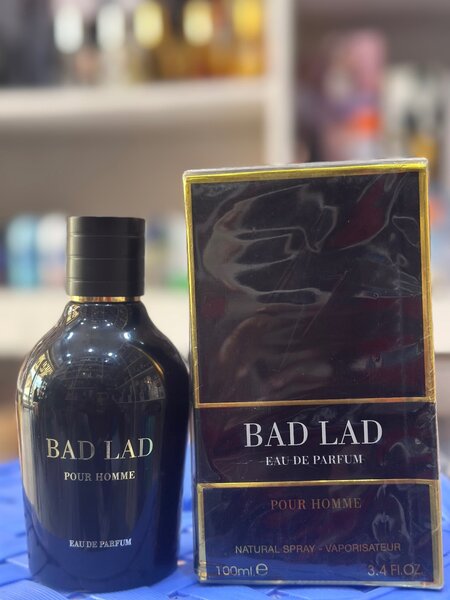 BAD LAD
POUR HOMME
EAU DE PARFUM
BAD LAD
EAU DE PARFUM
POUR HOMME
NATURAL SPRAY - VAPORISATEUR
100ml.e 3.4 FL.OZ.